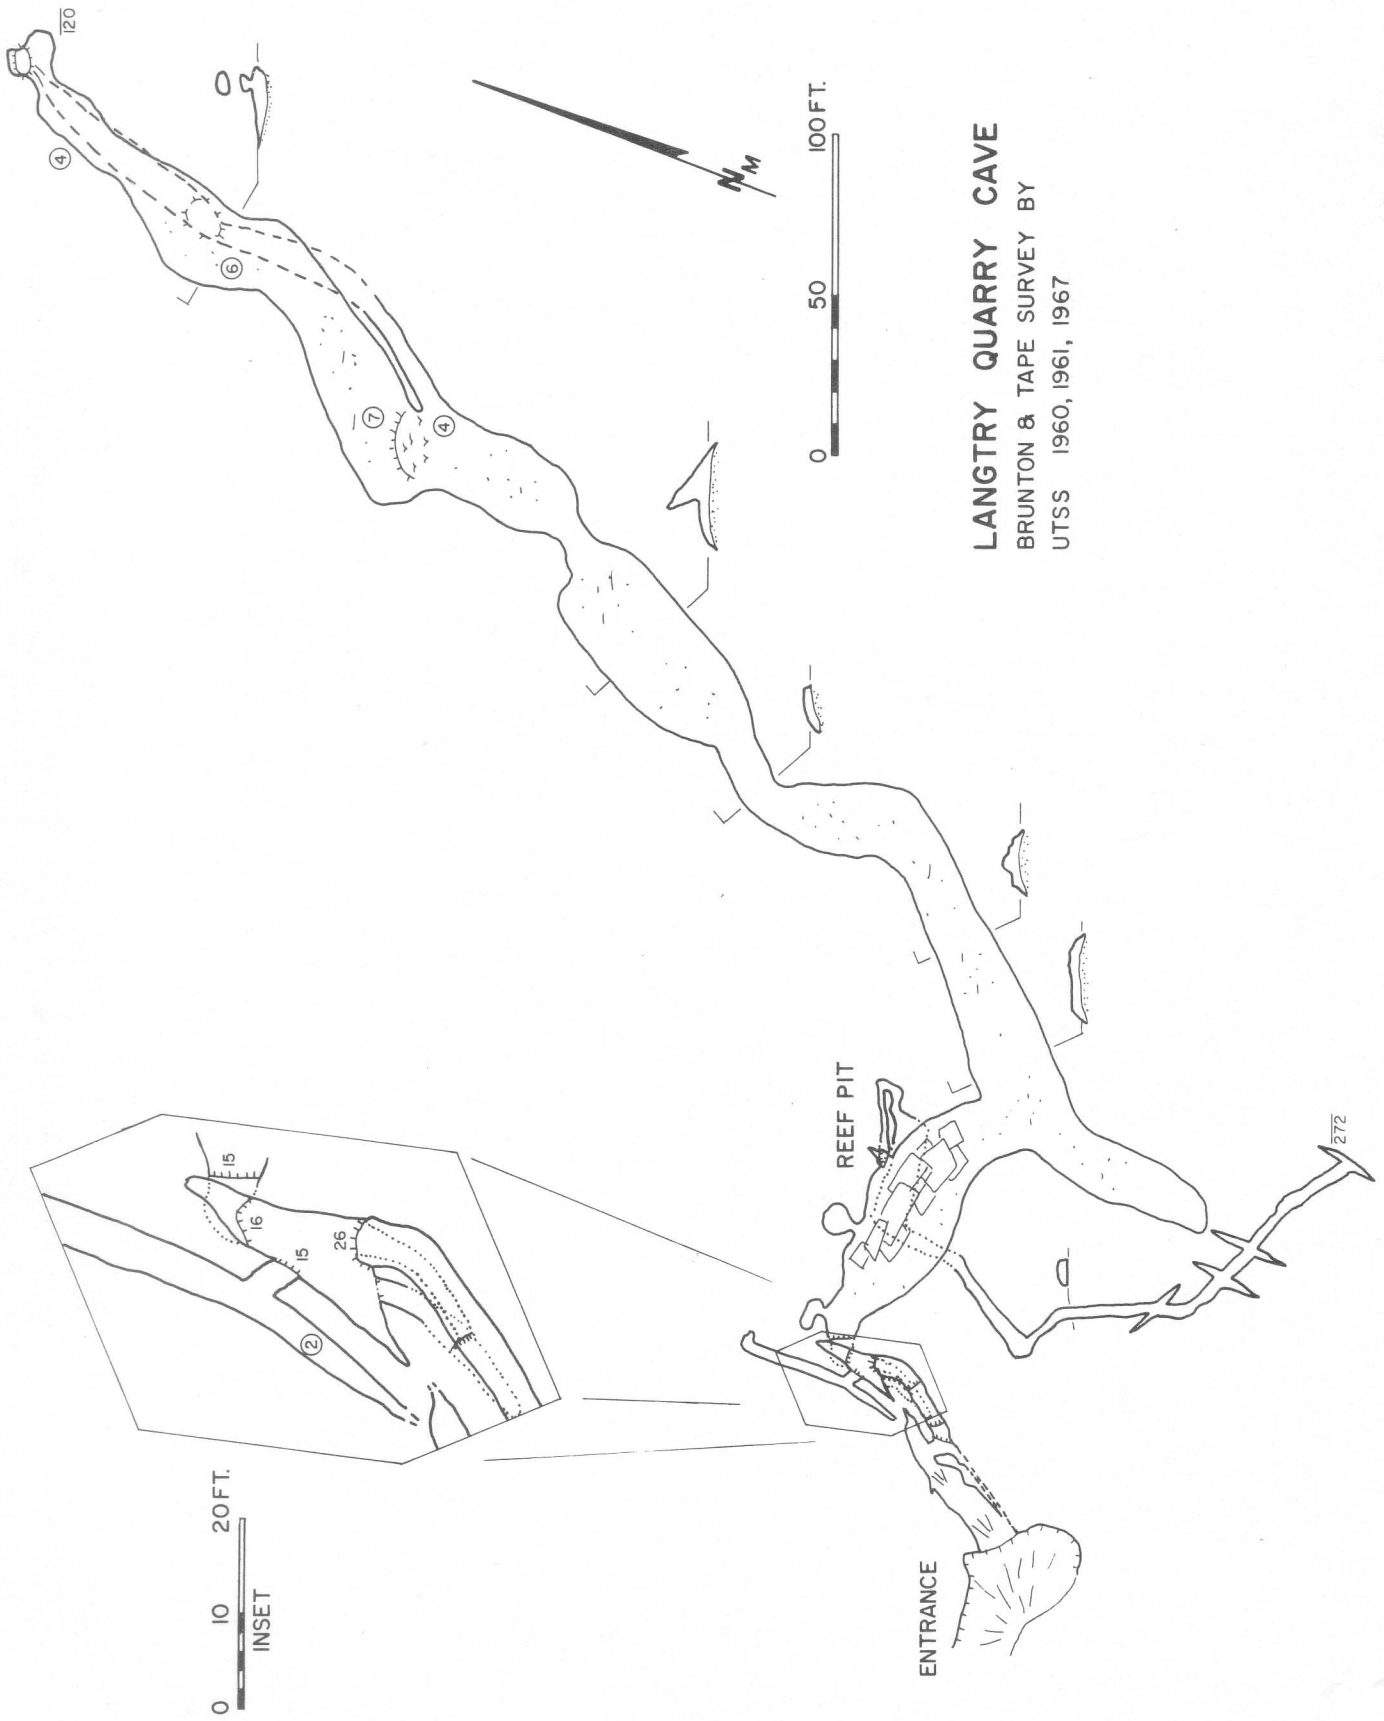 LANGTRY QUARRY CAVE
BRUNTON & TAPE SURVEY BY
UTSS 1960, 1961, 1967
0 50 100 FT.
NM
0 10 20 FT.
INSET
ENTRANCE
REEF PIT
2
15
16
15
26
272
7
4
6
4
120